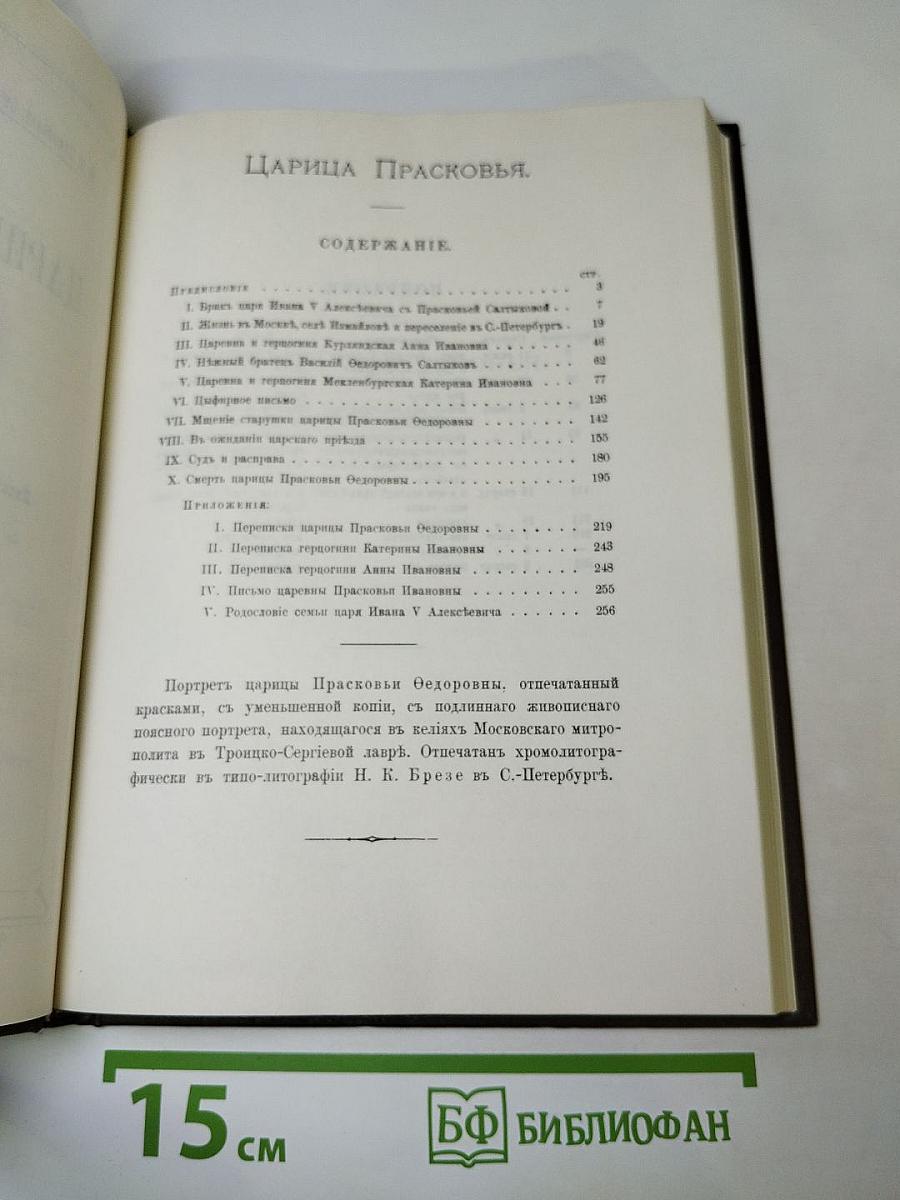 ЦАРИЦА ПРАСКОВЬЯ.
СОДЕРЖАНІЕ.
стр.
Предисловіе . . . . . . . . . . 3
I. Бракъ царя Ивана V Алексѣевича съ Прасковьей Салтыковой . . 7
II. Жизнь въ Москвѣ, селѣ Измайловѣ и переселеніе въ С.-Петербургъ . 19
III. Царевна и герцогиня Курляндская Анна Ивановна . . . . . . 46
IV. Нѣжный братецъ Василій Ѳедоровичъ Салтыковъ . . . . . . 62
V. Царевна и герцогиня Мекленбургская Катерина Ивановна . . . 77
VI. Цыфирное письмо . . . . . . . . . . 126
VII. Мщеніе старушки царицы Прасковьи Ѳедоровны . . . . . . 142
VIII. Въ ожиданіи царскаго пріѣзда . . . . . . . . . . 155
IX. Судъ и расправа . . . . . . . . . . 180
X. Смерть царицы Прасковьи Ѳедоровны . . . . . . . . . . 195
Приложенія:
I. Переписка царицы Прасковьи Ѳедоровны . . . . . . . 219
II. Переписка герцогини Катерины Ивановны . . . . . . . 243
III. Переписка герцогини Анны Ивановны . . . . . . . . 248
IV. Письмо царевны Прасковьи Ивановны . . . . . . . . 255
V. Родословіе семьи царя Ивана V Алексѣевича . . . . . . 256
Портретъ царицы Прасковьи Ѳедоровны, отпечатанный
красками, съ уменьшенной копіи, съ подлиннаго живописнаго
поясного портрета, находящагося въ келіяхъ Московскаго митро-
полита въ Троицко-Сергіевой лаврѣ. Отпечатанъ хромолитогра-
фически въ типо-литографіи Н. К. Брезе въ С.-Петербургѣ.
15 см
БФ БИБЛИОФАН